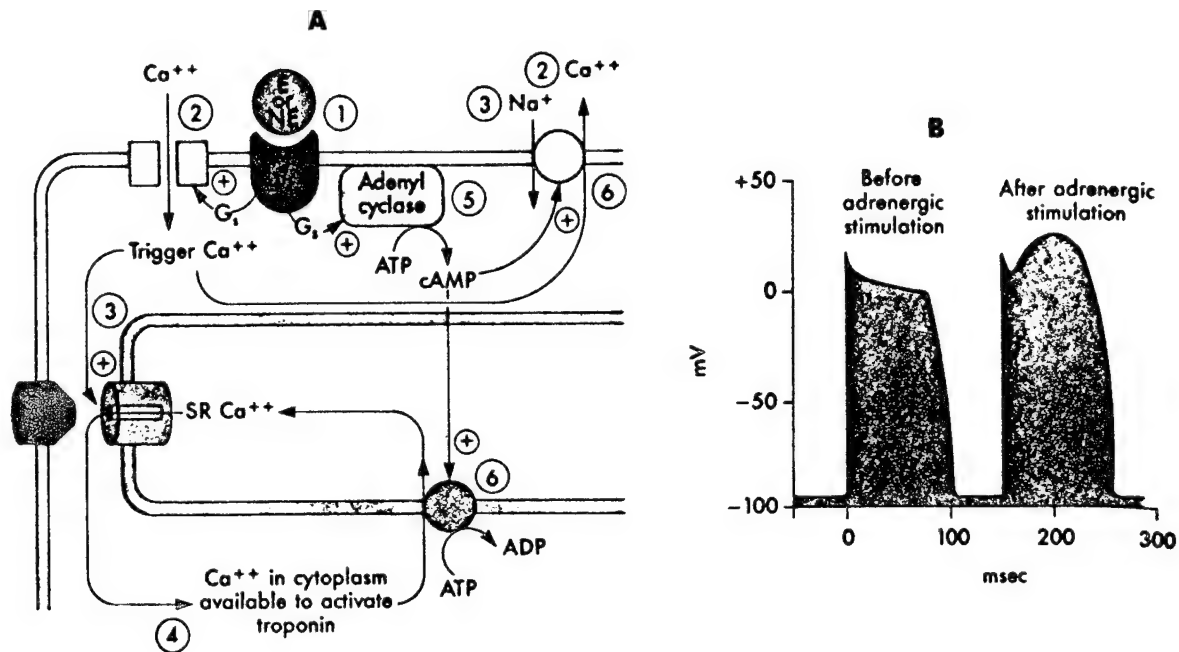 A
Ca++
2
E
or
NE
1
2 Ca++
3 Na+
+
Gs
Gs
+
Adenyl
cyclase
5
+
6
Trigger Ca++
ATP
cAMP
3
+
SR Ca++
+
6
ADP
ATP
Ca++ in cytoplasm
available to activate
troponin
4
B
Before
adrenergic
stimulation
After adrenergic
stimulation
+50
0
−50
−100
mV
0
100
200
300
msec